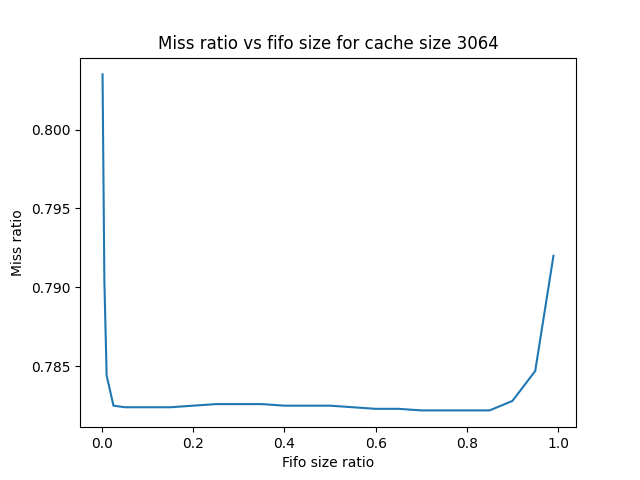 Miss ratio vs fifo size for cache size 3064
0.800
0.795
0.790
0.785
Miss ratio
0.0 0.2 0.4 0.6 0.8 1.0
Fifo size ratio